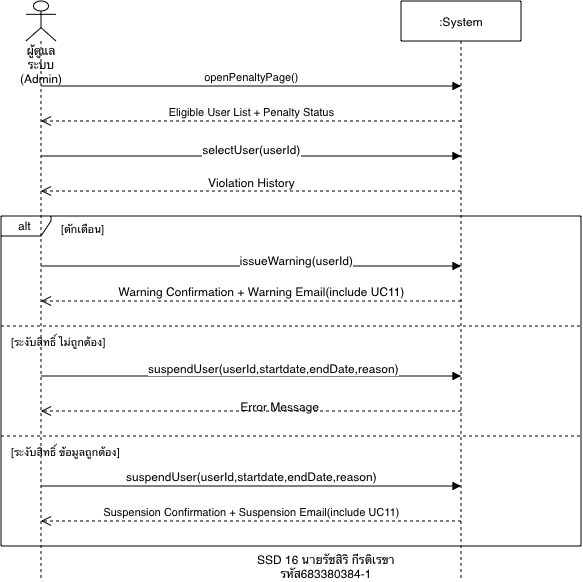 :System
ผู้ดูแล
ระบบ
(Admin)
openPenaltyPage()
Eligible User List + Penalty Status
selectUser(userId)
Violation History
alt
[ตักเตือน]
issueWarning(userId)
Warning Confirmation + Warning Email(include UC11)
[ระงับสิทธิ์ ไม่ถูกต้อง]
suspendUser(userId,startdate,endDate,reason)
Error Message
[ระงับสิทธิ์ ข้อมูลถูกต้อง]
suspendUser(userId,startdate,endDate,reason)
Suspension Confirmation + Suspension Email(include UC11)
SSD 16 นายรัชสิริ กีรติเรขา
รหัส683380384-1